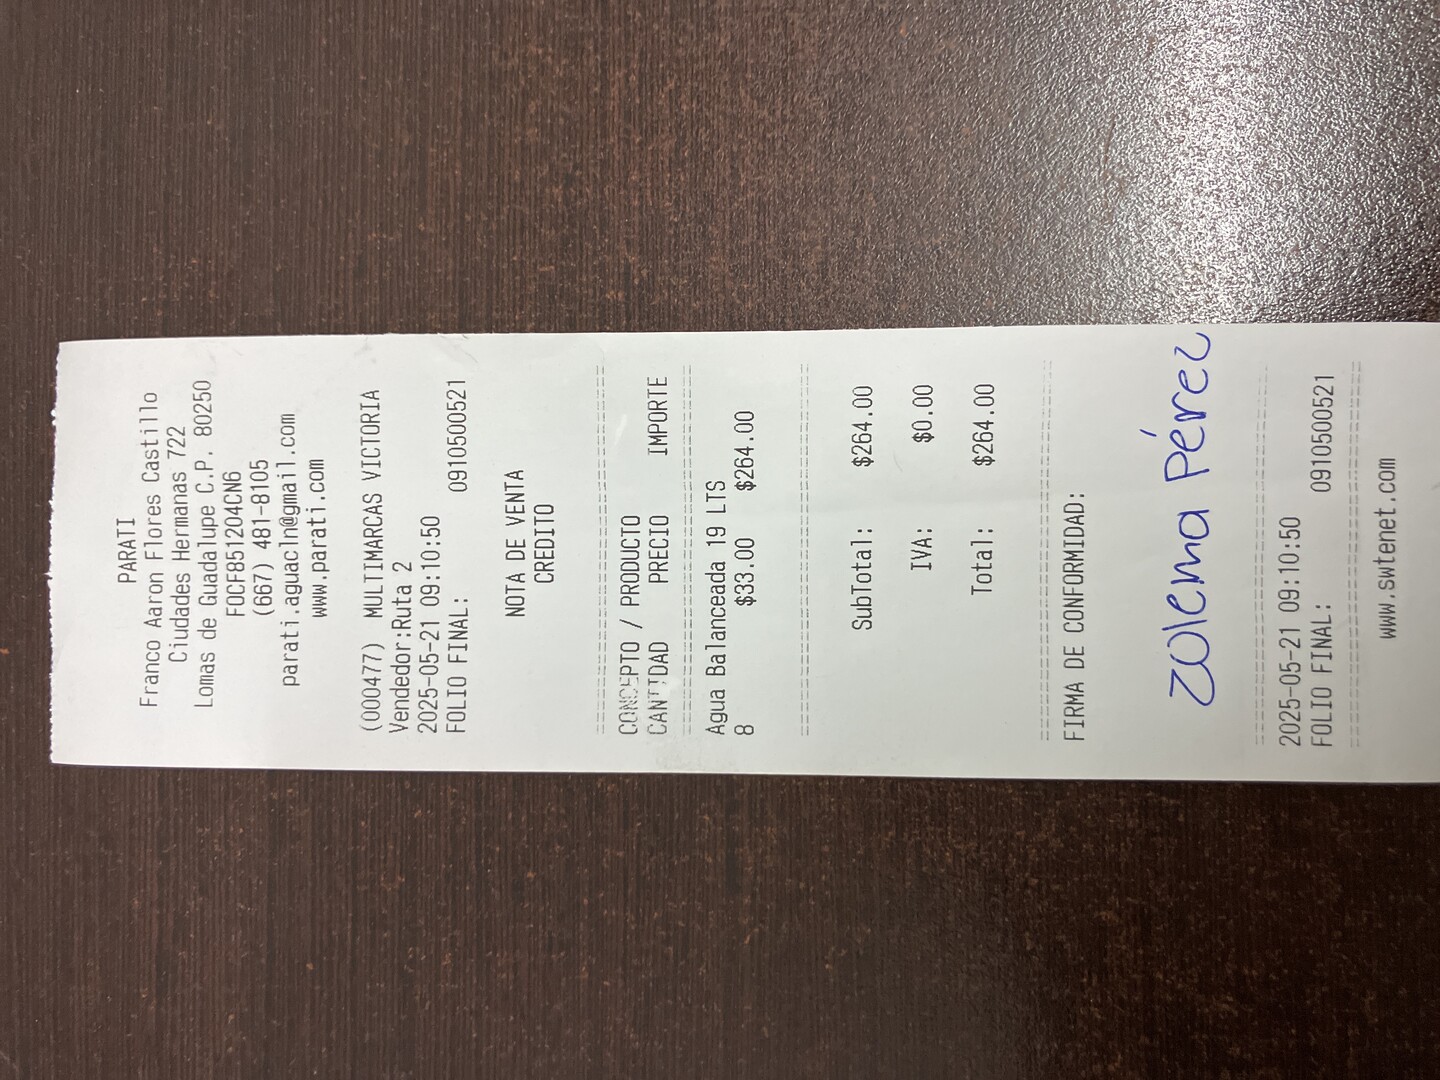 PARATI
Franco Aaron Flores Castillo
Ciudades Hermanas 722
Lomas de Guadalupe C.P. 80250
FOCF851204CN6
(667) 481-8105
parati.aguacln@gmail.com
www.parati.com
(000477) MULTIMARCAS VICTORIA
Vendedor:Ruta 2
2025-05-21 09:10:50
FOLIO FINAL: 0910500521
NOTA DE VENTA
CREDITO
CONCEPTO / PRODUCTO
CANTIDAD PRECIO IMPORTE
Agua Balanceada 19 LTS
8 $33.00 $264.00
SubTotal: $264.00
IVA: $0.00
Total: $264.00
FIRMA DE CONFORMIDAD:
Zulema Pérez
2025-05-21 09:10:50
FOLIO FINAL: 0910500521
www.swtenet.com